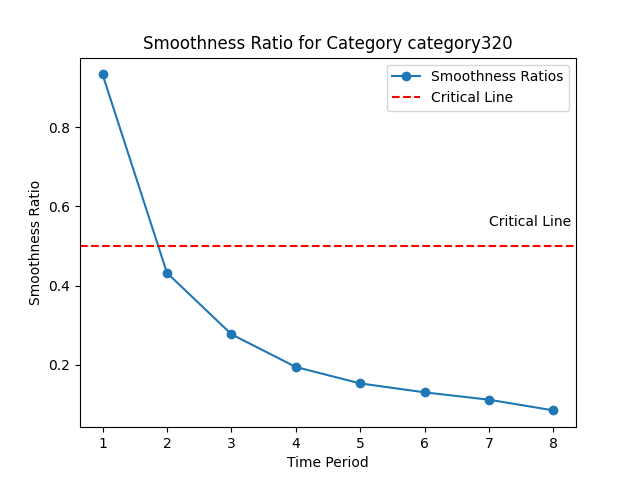 Smoothness Ratio for Category category320
Smoothness Ratios
Critical Line
0.8
0.6
0.4
0.2
Smoothness Ratio
Critical Line
1 2 3 4 5 6 7 8
Time Period